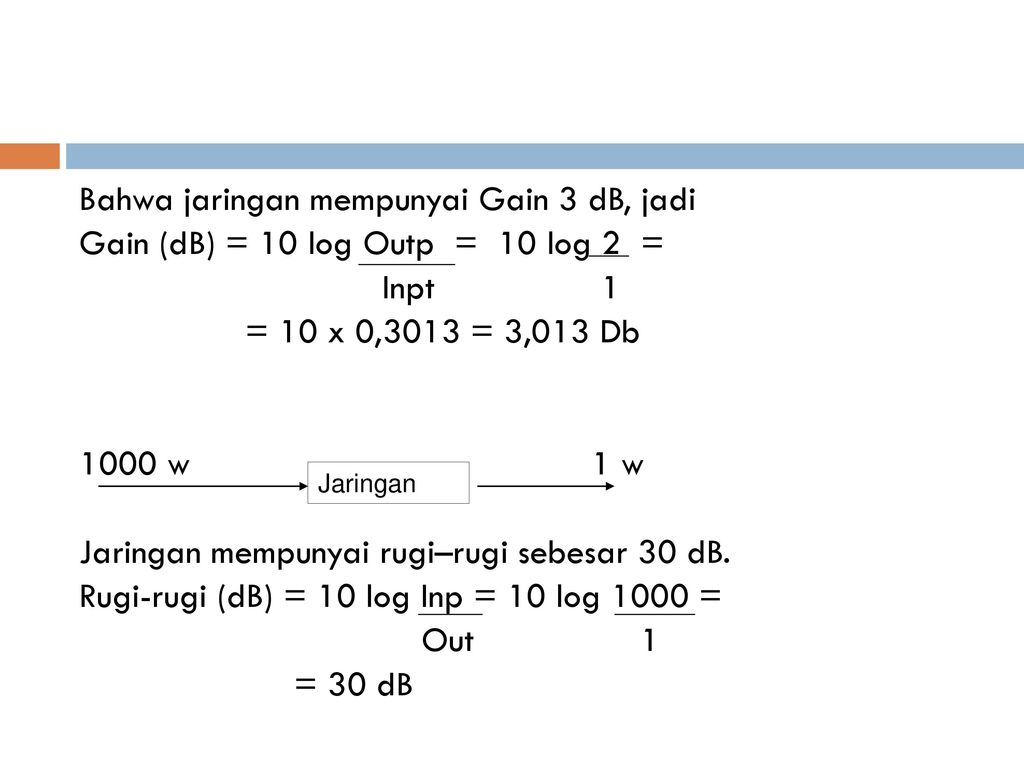 Bahwa jaringan mempunyai Gain 3 dB, jadi
Gain (dB) = 10 log Outp = 10 log 2 =
Inpt 1
= 10 x 0,3013 = 3,013 Db
1000 w 1 w
Jaringan
Jaringan mempunyai rugi–rugi sebesar 30 dB.
Rugi-rugi (dB) = 10 log Inp = 10 log 1000 =
Out 1
= 30 dB